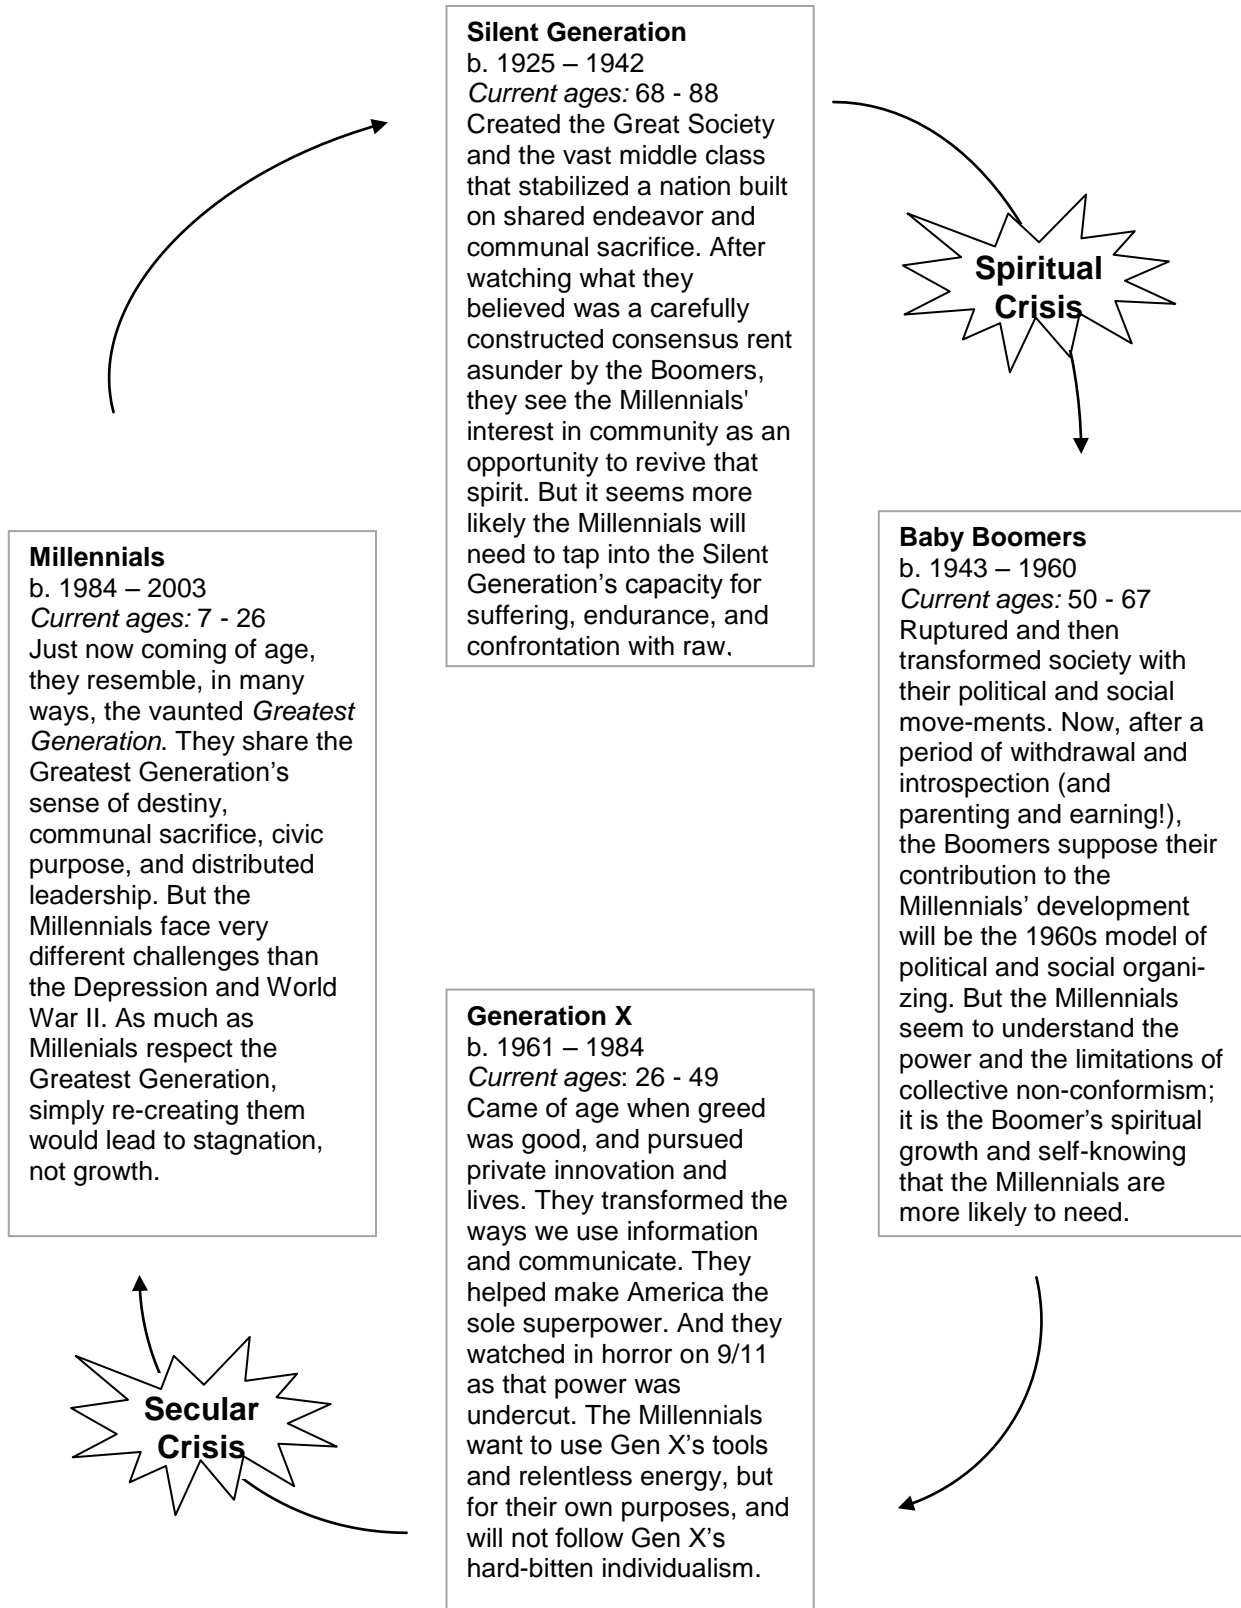 Silent Generation
b. 1925 – 1942
Current ages: 68 - 88
Created the Great Society
and the vast middle class
that stabilized a nation built
on shared endeavor and
communal sacrifice. After
watching what they
believed was a carefully
constructed consensus rent
asunder by the Boomers,
they see the Millennials'
interest in community as an
opportunity to revive that
spirit. But it seems more
likely the Millennials will
need to tap into the Silent
Generation’s capacity for
suffering, endurance, and
confrontation with raw,
Spiritual
Crisis
Baby Boomers
b. 1943 – 1960
Current ages: 50 - 67
Ruptured and then
transformed society with
their political and social
move-ments. Now, after a
period of withdrawal and
introspection (and
parenting and earning!),
the Boomers suppose their
contribution to the
Millennials’ development
will be the 1960s model of
political and social organi-
zing. But the Millennials
seem to understand the
power and the limitations of
collective non-conformism;
it is the Boomer’s spiritual
growth and self-knowing
that the Millennials are
more likely to need.
Generation X
b. 1961 – 1984
Current ages: 26 - 49
Came of age when greed
was good, and pursued
private innovation and
lives. They transformed the
ways we use information
and communicate. They
helped make America the
sole superpower. And they
watched in horror on 9/11
as that power was
undercut. The Millennials
want to use Gen X’s tools
and relentless energy, but
for their own purposes, and
will not follow Gen X’s
hard-bitten individualism.
Secular
Crisis
Millennials
b. 1984 – 2003
Current ages: 7 - 26
Just now coming of age,
they resemble, in many
ways, the vaunted Greatest
Generation. They share the
Greatest Generation’s
sense of destiny,
communal sacrifice, civic
purpose, and distributed
leadership. But the
Millennials face very
different challenges than
the Depression and World
War II. As much as
Millenials respect the
Greatest Generation,
simply re-creating them
would lead to stagnation,
not growth.